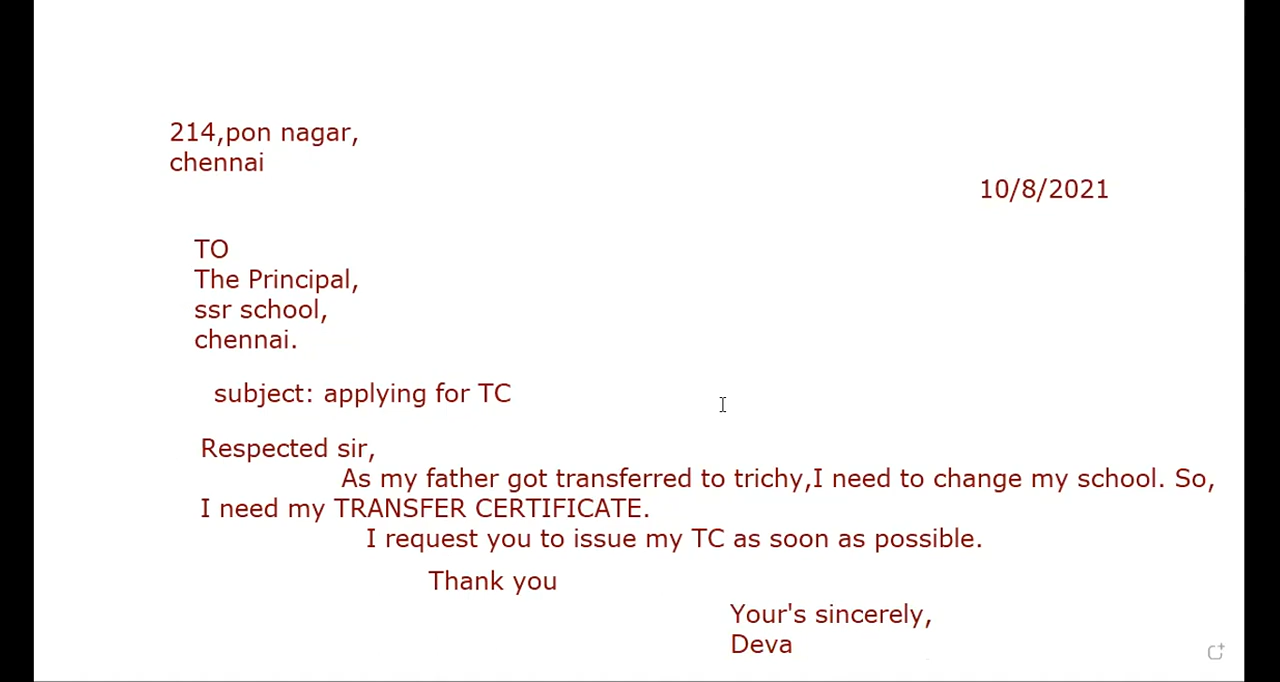 214,pon nagar,
chennai
10/8/2021
TO
The Principal,
ssr school,
chennai.
subject: applying for TC
Respected sir,
As my father got transferred to trichy,I need to change my school. So,
I need my TRANSFER CERTIFICATE.
I request you to issue my TC as soon as possible.
Thank you
Your's sincerely,
Deva